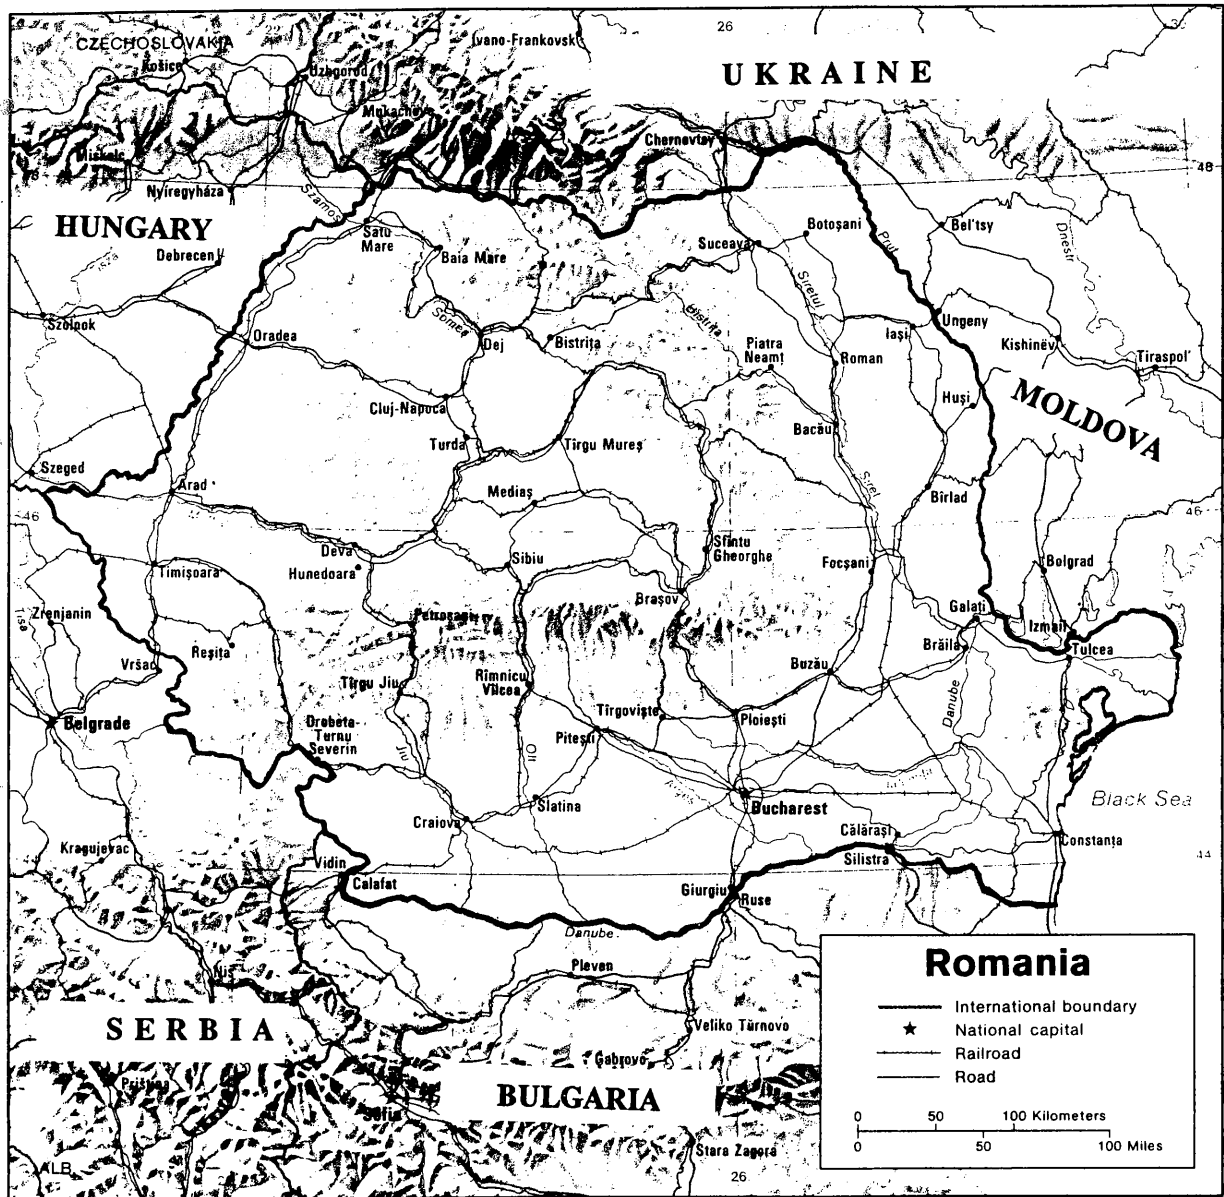 26
CZECHOSLOVAKIA
Ivano-Frankovsk
Košice
Uzhgorod
UKRAINE
Mukachevo
Chernovtsy
Miskolc
48
48
Nyíregyháza
Szamos
HUNGARY
Satu
Mare
Botoşani
Bel'tsy
Suceava
Prut
Dnestr
Debrecen
Baia Mare
Tisza
Siretul
Szolnok
Someş
Bistriţa
Ungeny
Oradea
Iaşi
Dej
Bistriţa
Piatra
Neamţ
Roman
Kishinëv
Tiraspol'
Cluj-Napoca
Huşi
MOLDOVA
Turda
Tîrgu Mureş
Bacău
Szeged
Arad
Mediaş
Siret
Bîrlad
46
46
Deva
Sibiu
Sfîntu
Gheorghe
Hunedoara
Timişoara
Focşani
Bolgrad
Zrenjanin
Tisa
Braşov
Galaţi
Petroşani
Izmail
Reşiţa
Brăila
Tulcea
Vršac
Rîmnicu
Vîlcea
Buzău
Tîrgu Jiu
Danube
Tîrgovişte
Belgrade
Ploieşti
Drobeta-
Turnu
Severin
Piteşti
Jiu
Olt
Slatina
Bucharest
Black Sea
Craiova
Călăraşi
Constanţa
Kragujevac
Vidin
Silistra
44
Calafat
Giurgiu
Ruse
Danube
Romania
Niš
Pleven
International boundary
SERBIA
Veliko Tŭrnovo
National capital
Gabrovo
Railroad
Road
Priština
BULGARIA
Sofia
0 50 100 Kilometers
0 50 100 Miles
Stara Zagora
ALB.
26